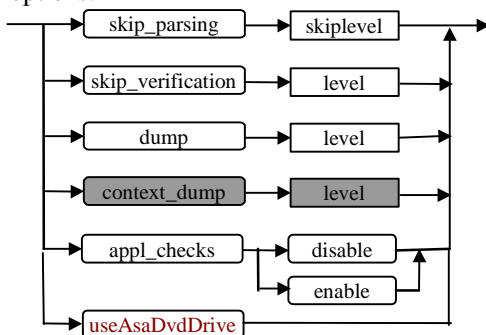 skip_parsing skiplevel
skip_verification level
dump level
context_dump level
appl_checks disable
enable
useAsaDvdDrive